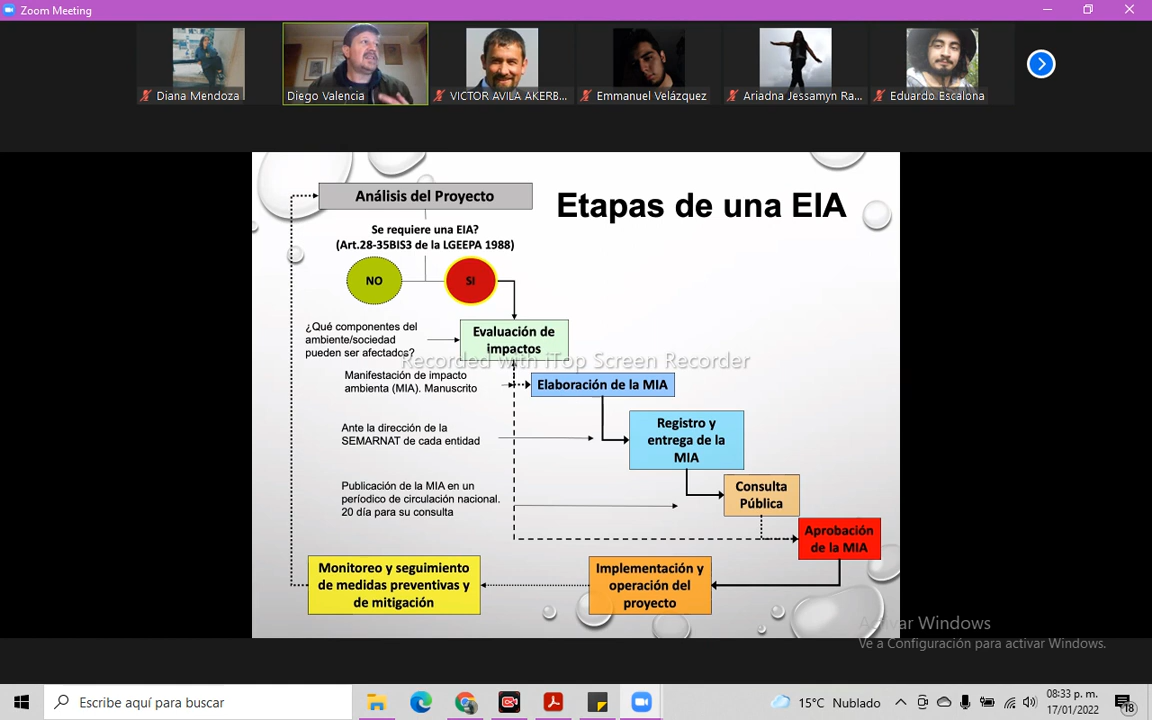 Zoom Meeting
Diana Mendoza
Diego Valencia
VICTOR AVILA AKERB...
Emmanuel Velázquez
Ariadna Jessamyn Ra...
Eduardo Escalona
Etapas de una EIA
Análisis del Proyecto
Se requiere una EIA?
(Art.28-35BIS3 de la LGEEPA 1988)
NO
SI
¿Qué componentes del
ambiente/sociedad
pueden ser afectados?
Evaluación de
impactos
Recorded with iTop Screen Recorder
Manifestación de impacto
ambienta (MIA). Manuscrito
Elaboración de la MIA
Ante la dirección de la
SEMARNAT de cada entidad
Registro y
entrega de la
MIA
Publicación de la MIA en un
períodico de circulación nacional.
20 día para su consulta
Consulta
Pública
Aprobación
de la MIA
Implementación y
operación del
proyecto
Monitoreo y seguimiento
de medidas preventivas y
de mitigación
Activar Windows
Ve a Configuración para activar Windows.
Escribe aquí para buscar
15°C Nublado
08:33 p. m.
17/01/2022
18